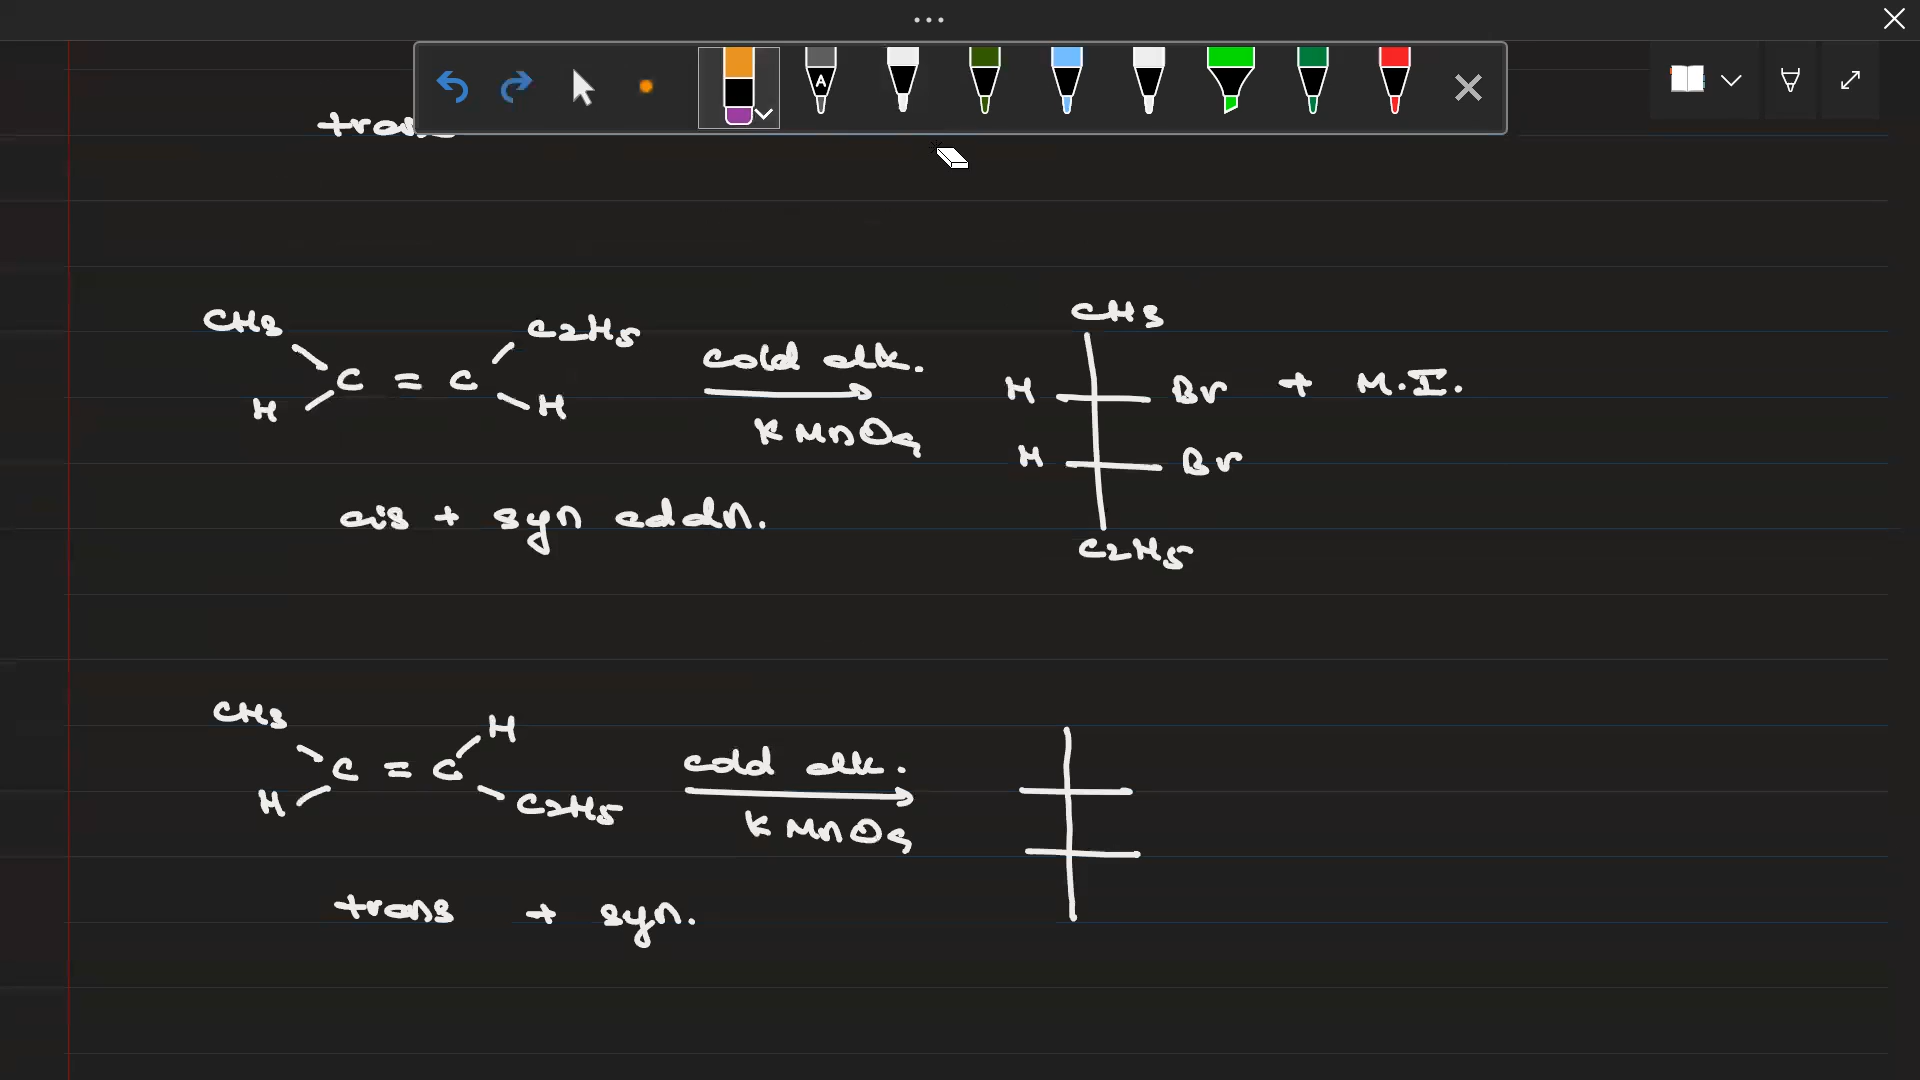 trans
CH3 C2H5 cold alk. CH3
C = C H Br + M.I.
H H KMnO4 H Br
cis + syn addn. C2H5
CH3 H
C = C cold alk.
H C2H5 KMnO4
trans + syn.